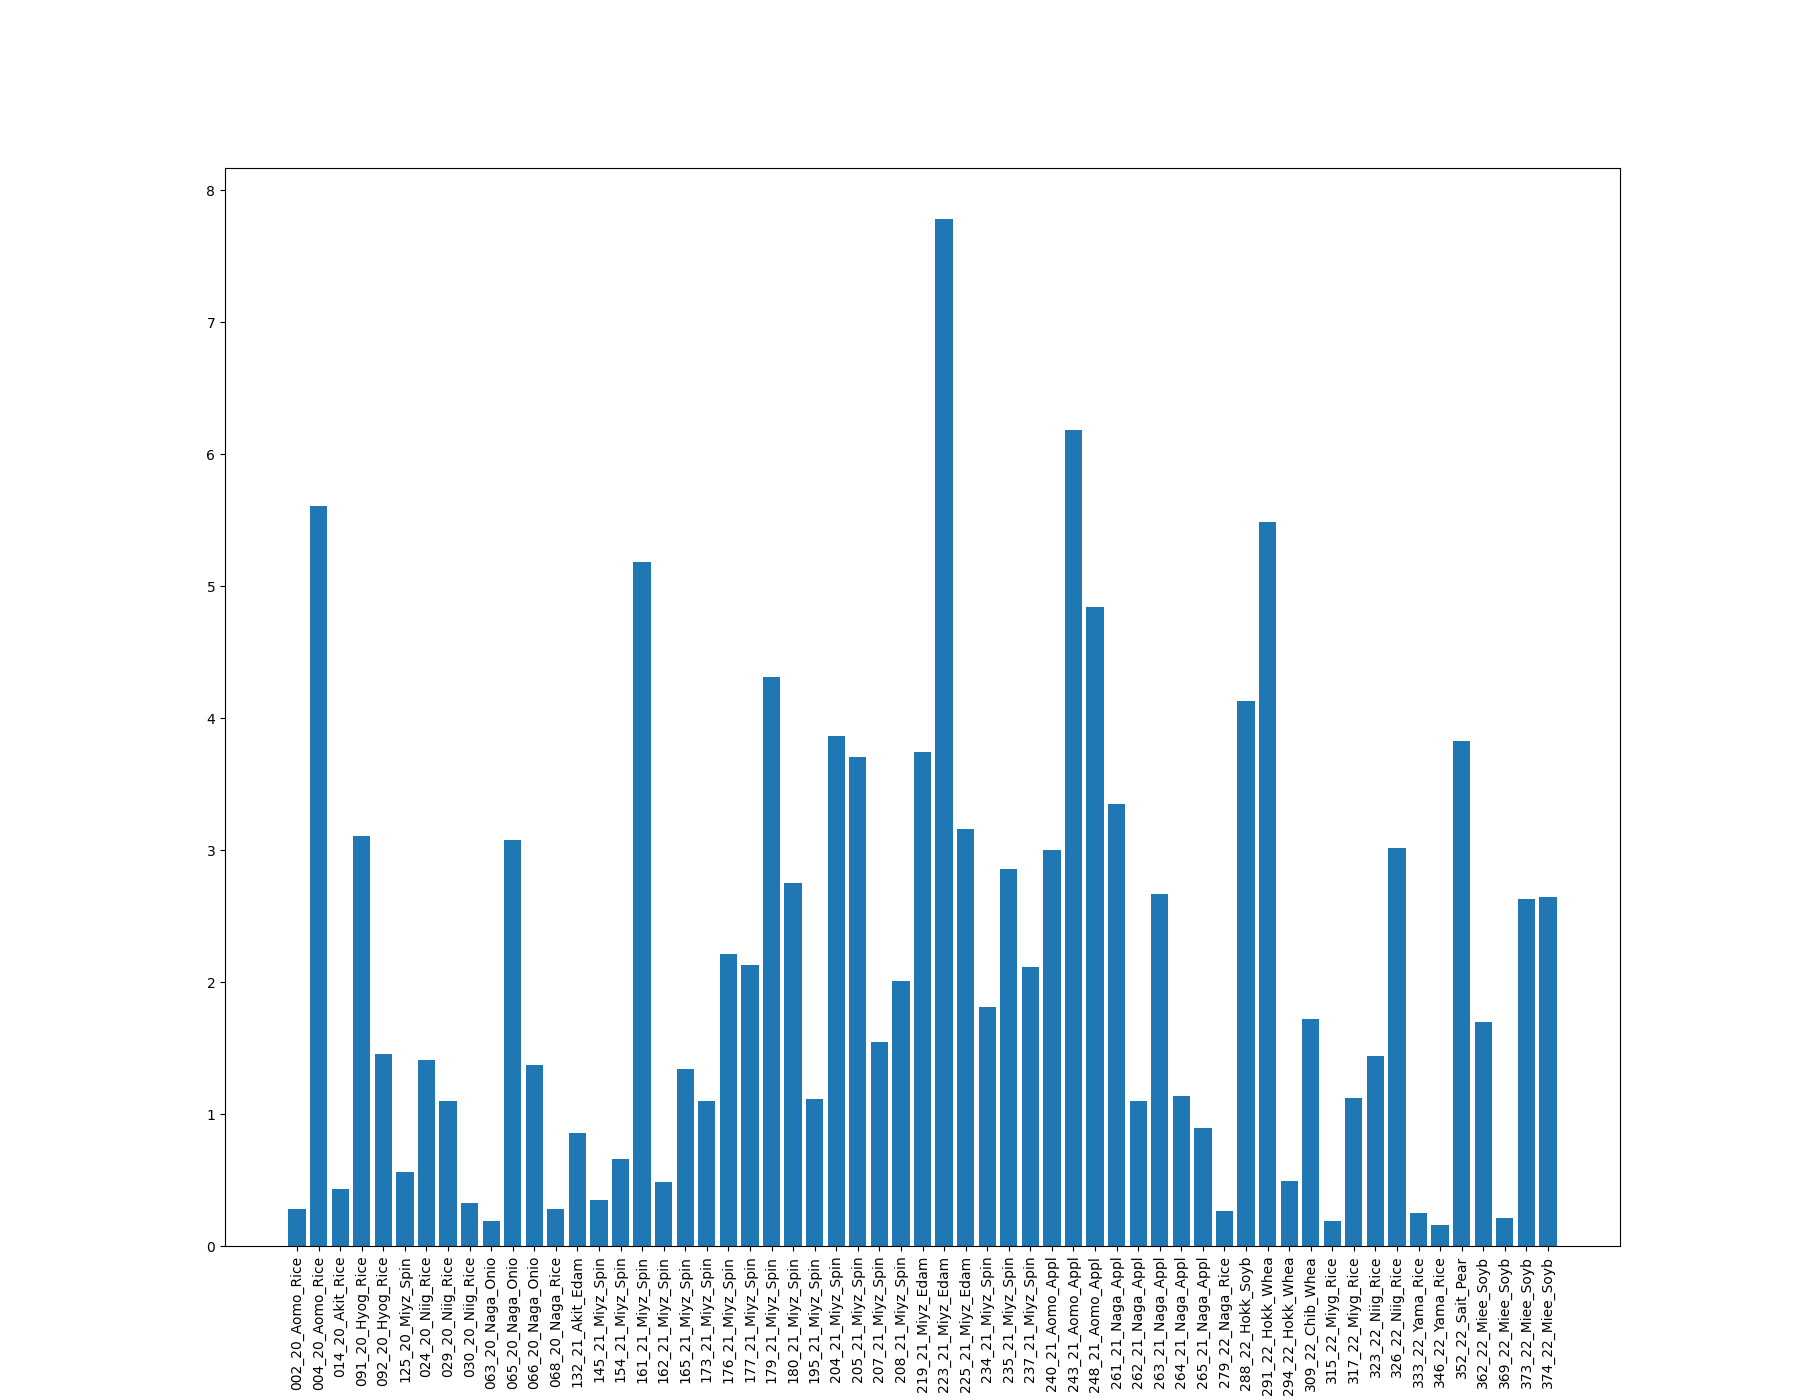 8
7
6
5
4
3
2
1
0
002_20_Aomo_Rice
004_20_Aomo_Rice
014_20_Akit_Rice
091_20_Hyog_Rice
092_20_Hyog_Rice
125_20_Miyz_Spin
024_20_Niig_Rice
029_20_Niig_Rice
030_20_Niig_Rice
063_20_Naga_Onio
065_20_Naga_Onio
066_20_Naga_Onio
068_20_Naga_Rice
132_21_Akit_Edam
145_21_Miyz_Spin
154_21_Miyz_Spin
161_21_Miyz_Spin
162_21_Miyz_Spin
165_21_Miyz_Spin
173_21_Miyz_Spin
176_21_Miyz_Spin
177_21_Miyz_Spin
179_21_Miyz_Spin
180_21_Miyz_Spin
195_21_Miyz_Spin
204_21_Miyz_Spin
205_21_Miyz_Spin
207_21_Miyz_Spin
208_21_Miyz_Spin
219_21_Miyz_Edam
223_21_Miyz_Edam
225_21_Miyz_Edam
234_21_Miyz_Spin
235_21_Miyz_Spin
237_21_Miyz_Spin
240_21_Aomo_Appl
243_21_Aomo_Appl
248_21_Aomo_Appl
261_21_Naga_Appl
262_21_Naga_Appl
263_21_Naga_Appl
264_21_Naga_Appl
265_21_Naga_Appl
279_22_Naga_Rice
288_22_Hokk_Soyb
291_22_Hokk_Whea
294_22_Hokk_Whea
309_22_Chib_Whea
315_22_Miyg_Rice
317_22_Miyg_Rice
323_22_Niig_Rice
326_22_Niig_Rice
333_22_Yama_Rice
346_22_Yama_Rice
352_22_Sait_Pear
362_22_Miee_Soyb
369_22_Miee_Soyb
373_22_Miee_Soyb
374_22_Miee_Soyb